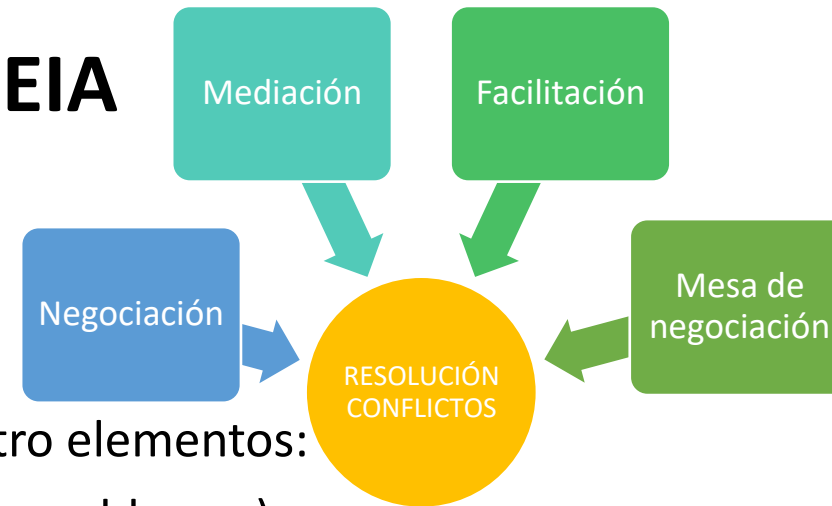 EIA
Mediación
Facilitación
Negociación
Mesa de
negociación
RESOLUCIÓN
CONFLICTOS
tro elementos: